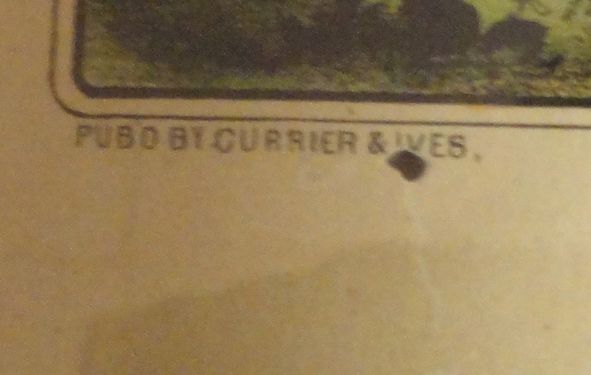 PUBD BY CURRIER & IVES.